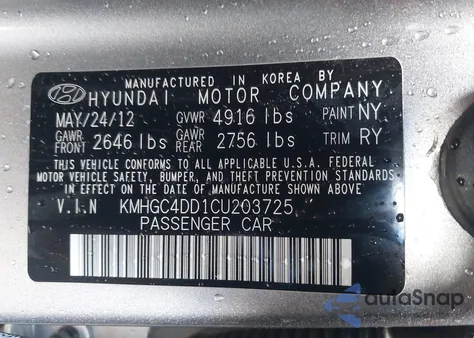 MANUFACTURED IN KOREA BY
HYUNDAI MOTOR COMPANY
MAY/24/12 GVWR 4916 lbs PAINT NY
GAWR FRONT 2646 lbs GAWR REAR 2756 lbs TRIM RY
THIS VEHICLE CONFORMS TO ALL APPLICABLE U.S.A. FEDERAL
MOTOR VEHICLE SAFETY, BUMPER, AND THEFT PREVENTION STANDARDS
IN EFFECT ON THE DATE OF MANUFACTURE SHOWN ABOVE
V.I.N KMHGC4DD1CU203725
PASSENGER CAR
autoSnap